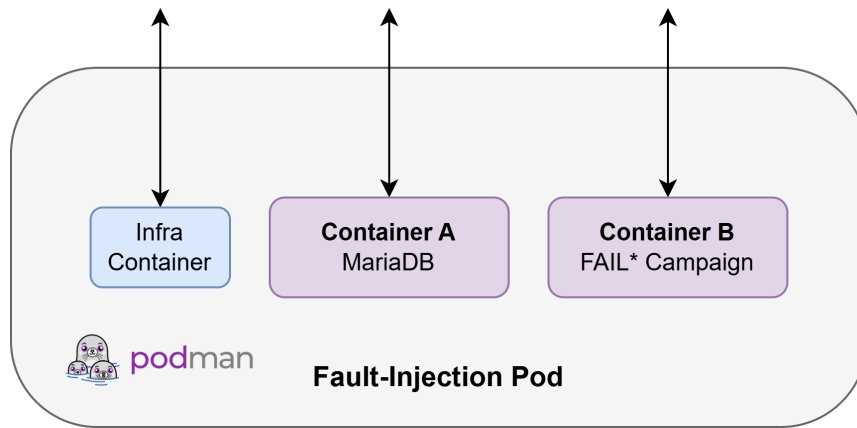 Infra
Container
Container A
MariaDB
Container B
FAIL* Campaign
podman
Fault-Injection Pod